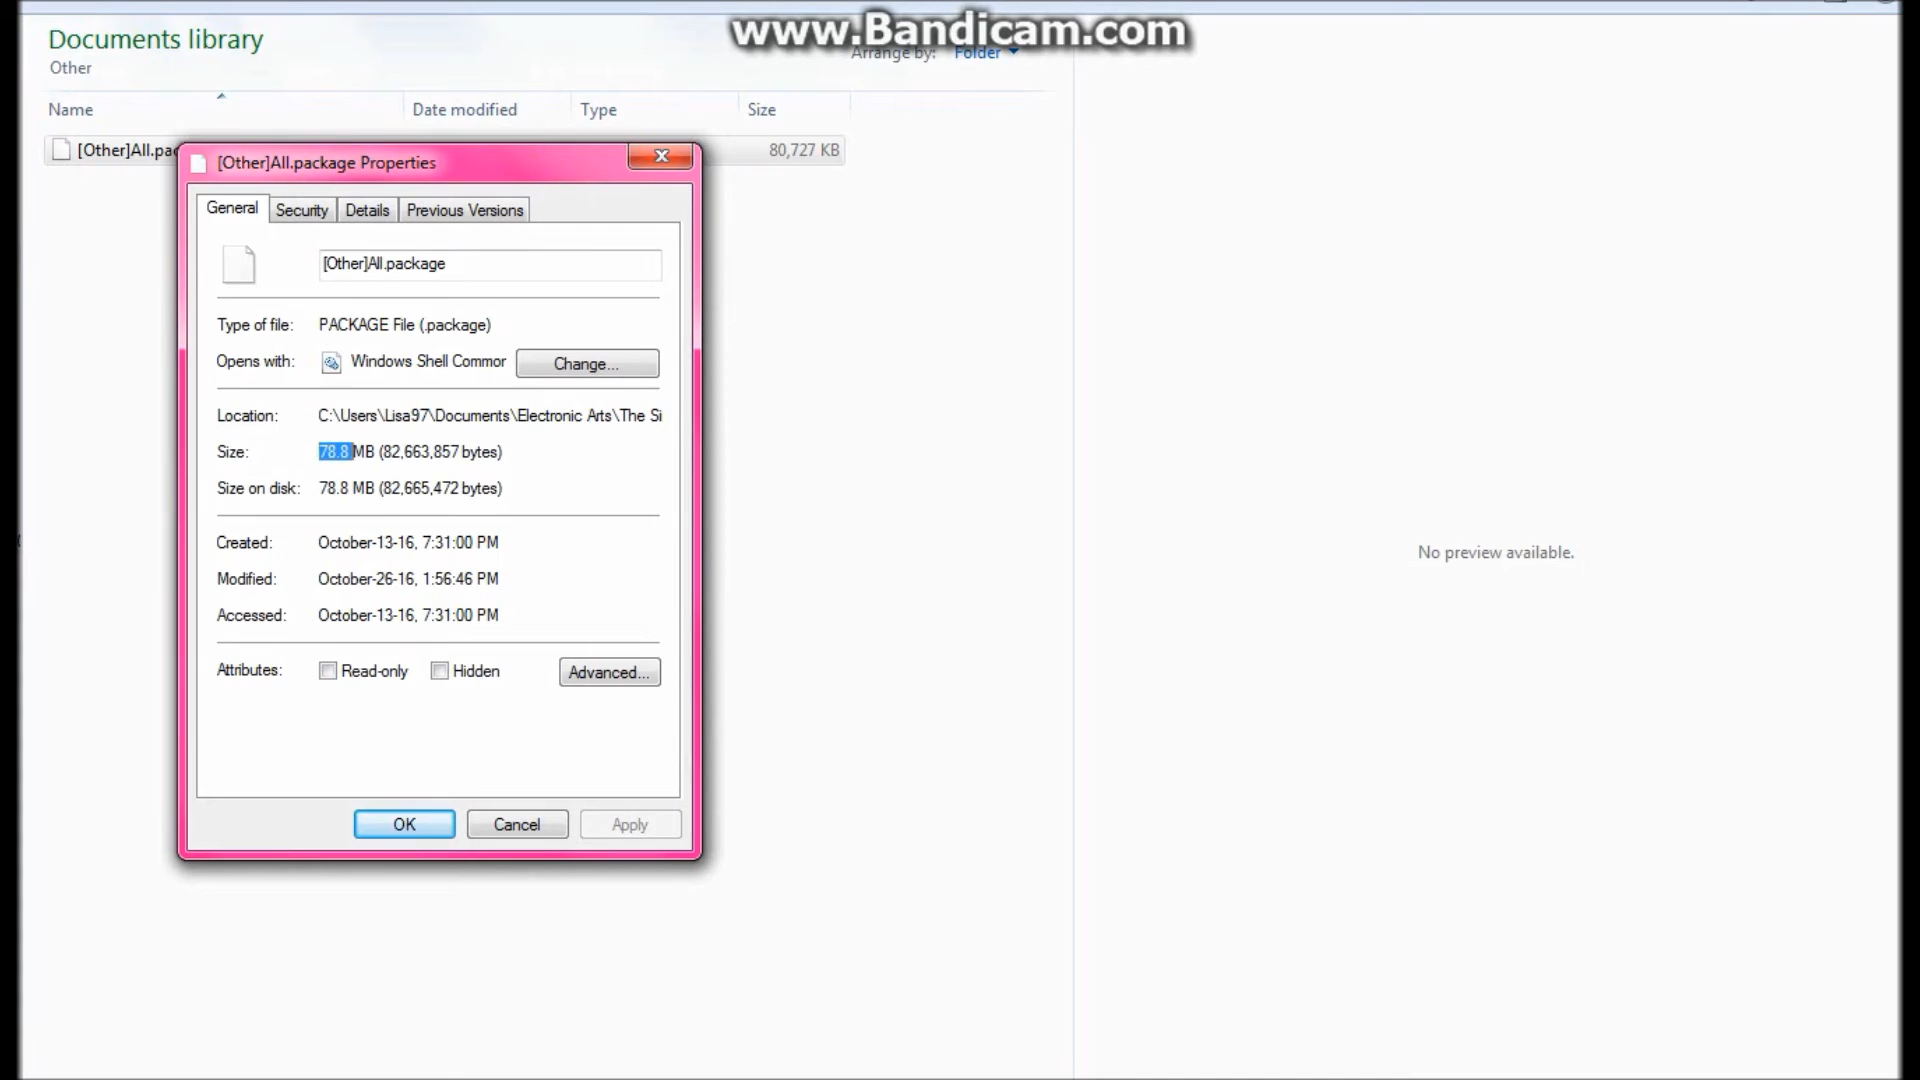 www.Bandicam.com
Documents library
Other
Arrange by: Folder
Name Date modified Type Size
[Other]All.pac 80,727 KB
[Other]All.package Properties
General Security Details Previous Versions
[Other]All.package
Type of file: PACKAGE File (.package)
Opens with: Windows Shell Commor Change...
Location: C:\Users\Lisa97\Documents\Electronic Arts\The Si
Size: 78.8 MB (82,663,857 bytes)
Size on disk: 78.8 MB (82,665,472 bytes)
Created: October-13-16, 7:31:00 PM
Modified: October-26-16, 1:56:46 PM
Accessed: October-13-16, 7:31:00 PM
Attributes: Read-only Hidden Advanced...
OK Cancel Apply
No preview available.